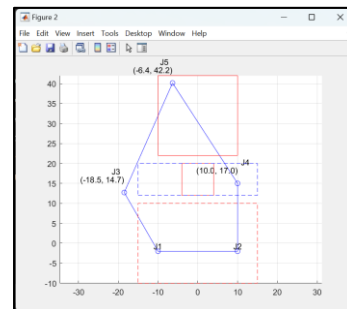 Figure 2
File Edit View Insert Tools Desktop Window Help
J5
(-6.4, 42.2)
J3
(-18.5, 14.7)
J4
(10.0, 17.0)
J1
J2
40
35
30
25
20
15
10
5
0
-5
-10
-30 -20 -10 0 10 20 30